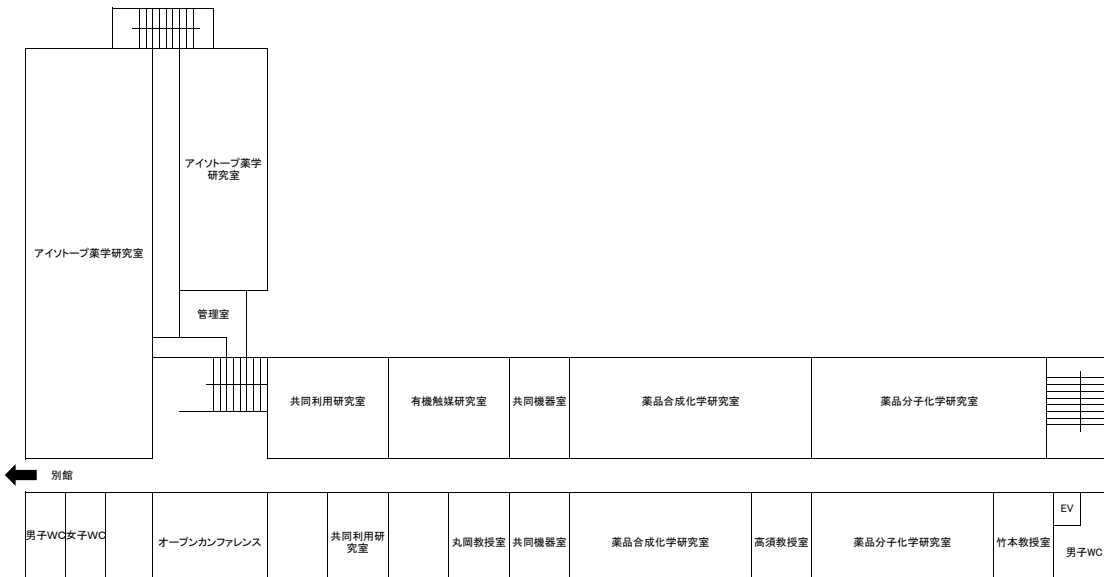 アイソトープ薬学
研究室
アイソトープ薬学研究室
管理室
共同利用研究室
有機触媒研究室
共同機器室
薬品合成化学研究室
薬品分子化学研究室
別館
男子WC
女子WC
オープンカンファレンス
共同利用研
究室
丸岡教授室
共同機器室
薬品合成化学研究室
高須教授室
薬品分子化学研究室
竹本教授室
EV
男子WC